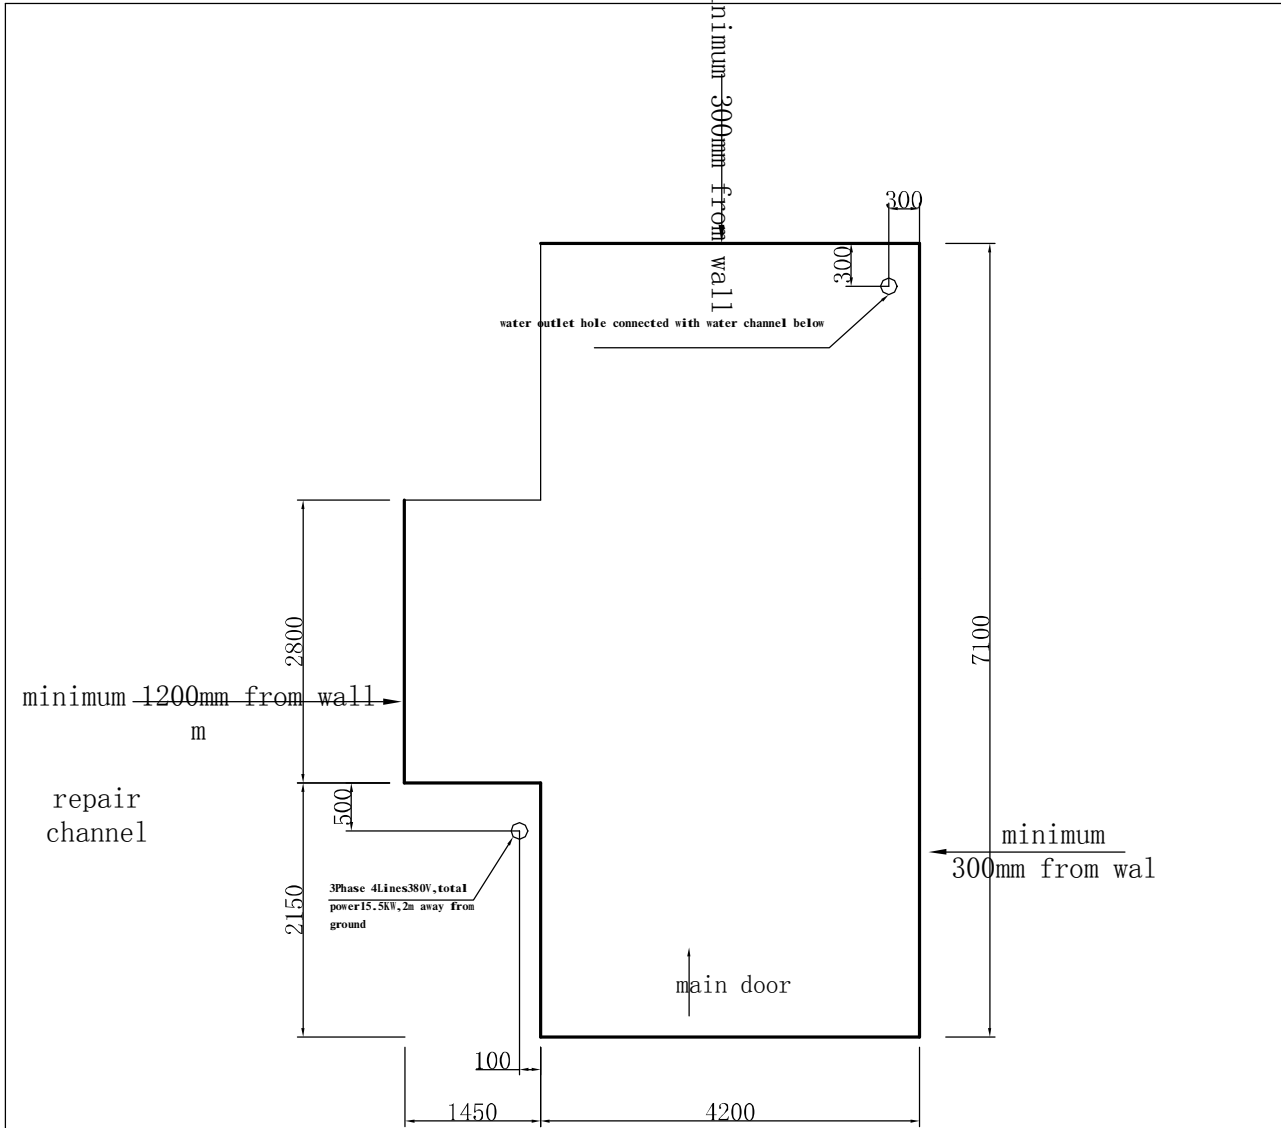 nimum 300mm from wall
300
300
water outlet hole connected with water channel below
2800
7100
minimum 1200mm from wall
m
repair
channel
500
minimum
300mm from wal
3Phase 4Lines380V,total
power15.5KW,2m away from
ground
2150
main door
100
1450
4200